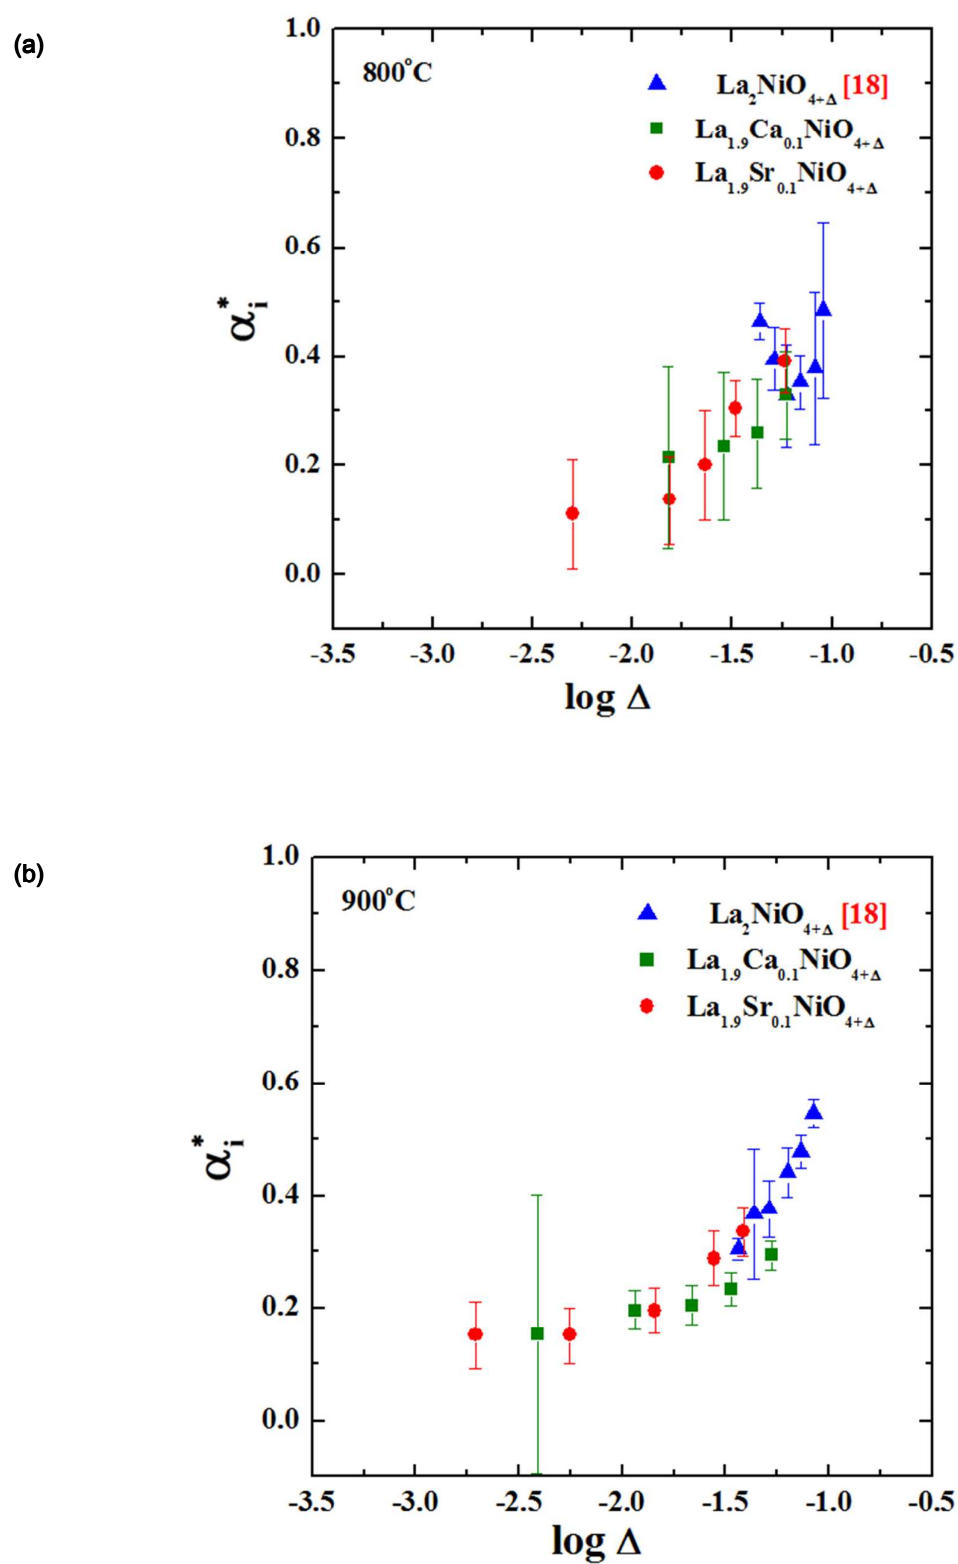 (a)
1.0
800°C
La₂NiO₄₊Δ [18]
La₁.₉Ca₀.₁NiO₄₊Δ
La₁.₉Sr₀.₁NiO₄₊Δ
0.8
0.6
αᵢ*
0.4
0.2
0.0
-3.5 -3.0 -2.5 -2.0 -1.5 -1.0 -0.5
log Δ
(b)
1.0
900°C
La₂NiO₄₊Δ [18]
La₁.₉Ca₀.₁NiO₄₊Δ
La₁.₉Sr₀.₁NiO₄₊Δ
0.8
0.6
αᵢ*
0.4
0.2
0.0
-3.5 -3.0 -2.5 -2.0 -1.5 -1.0 -0.5
log Δ